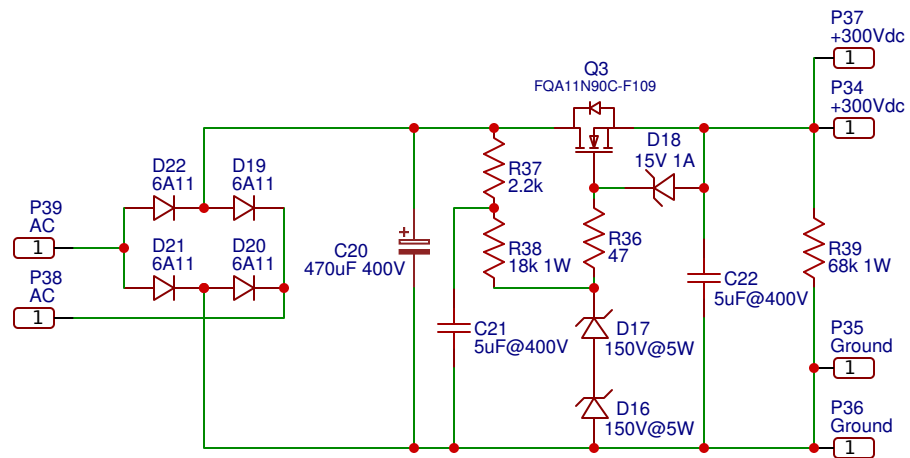 P37
+300Vdc
1
Q3
FQA11N90C-F109
P34
+300Vdc
1
D18
15V 1A
D22
6A11
D19
6A11
R37
2.2k
P39
AC
1
D21
6A11
D20
6A11
C20
470uF 400V
+
R38
18k 1W
R36
47
R39
68k 1W
P38
AC
1
C22
5uF@400V
C21
5uF@400V
D17
150V@5W
P35
Ground
1
D16
150V@5W
P36
Ground
1